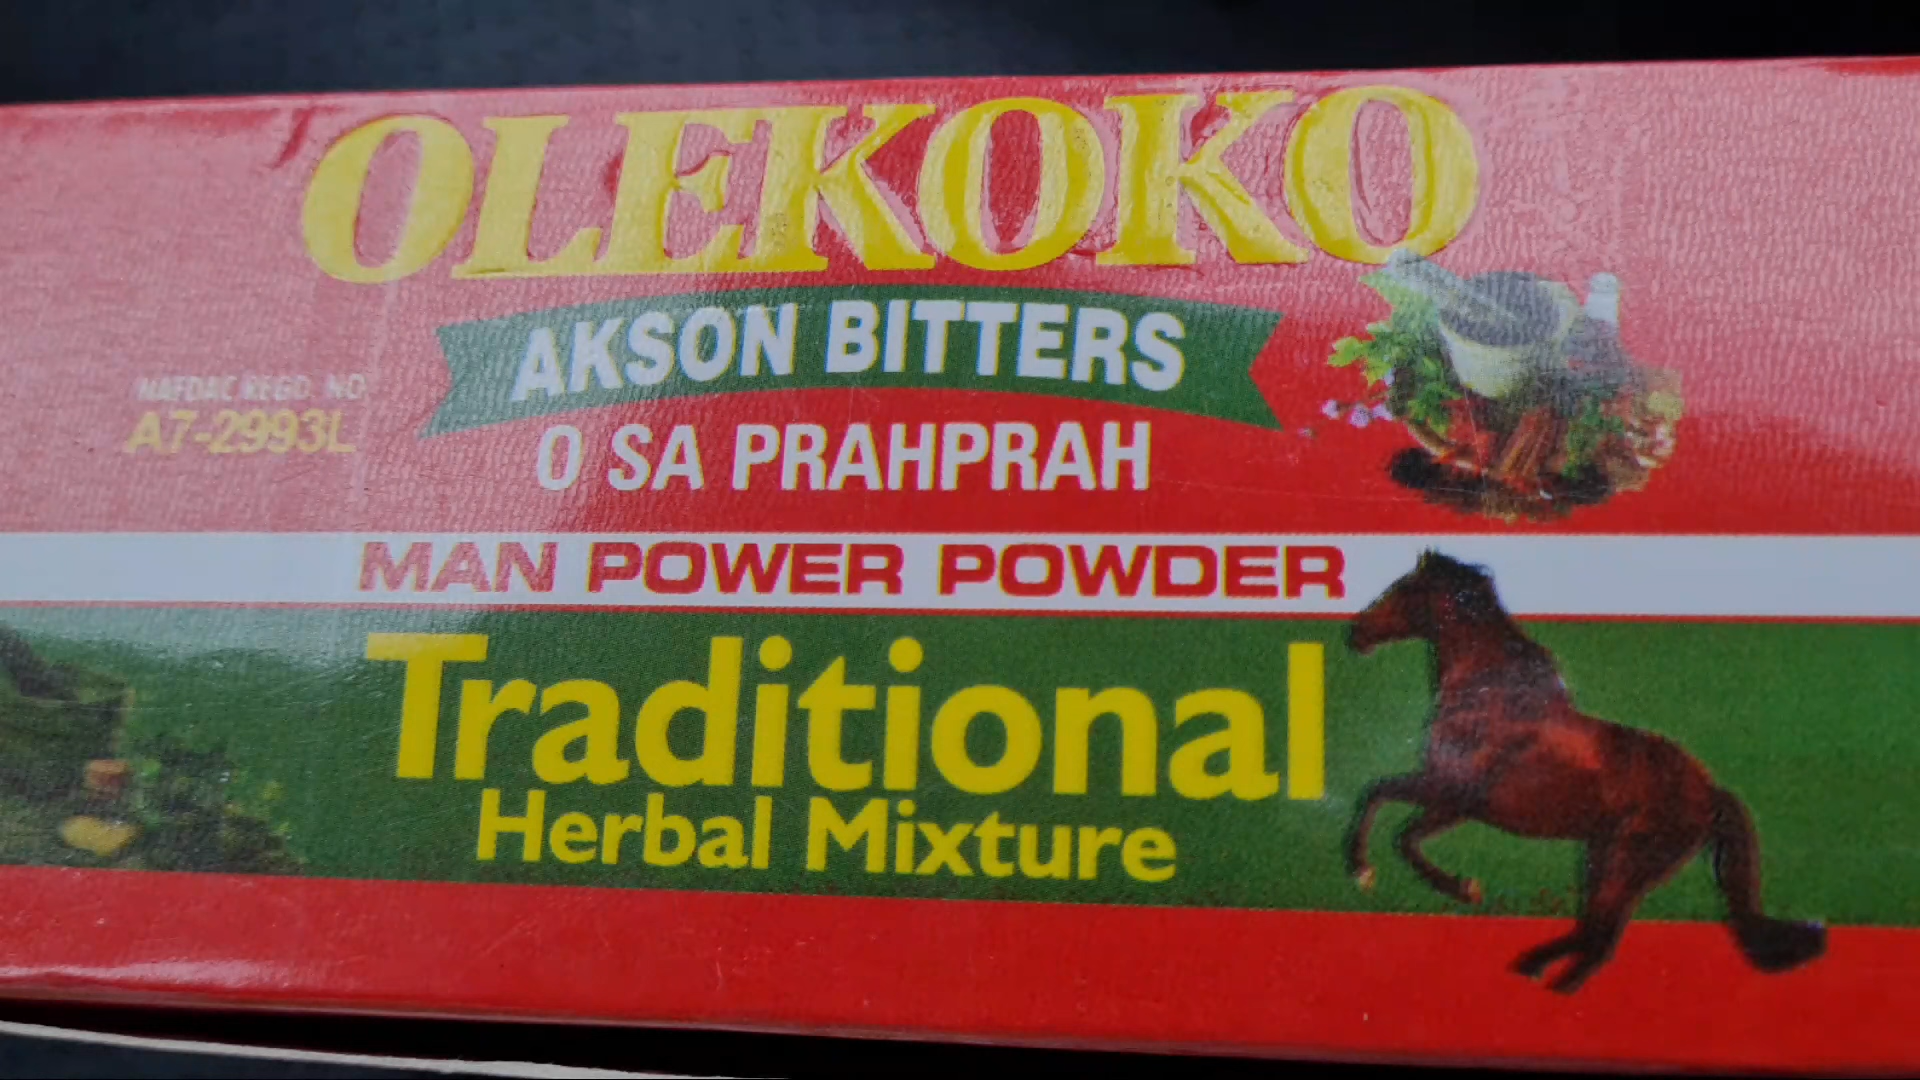 OLEKOKO
AKSON BITTERS
NAFDAC REGD. NO
A7-2993L
O SA PRAHPRAH
MAN POWER POWDER
Traditional
Herbal Mixture